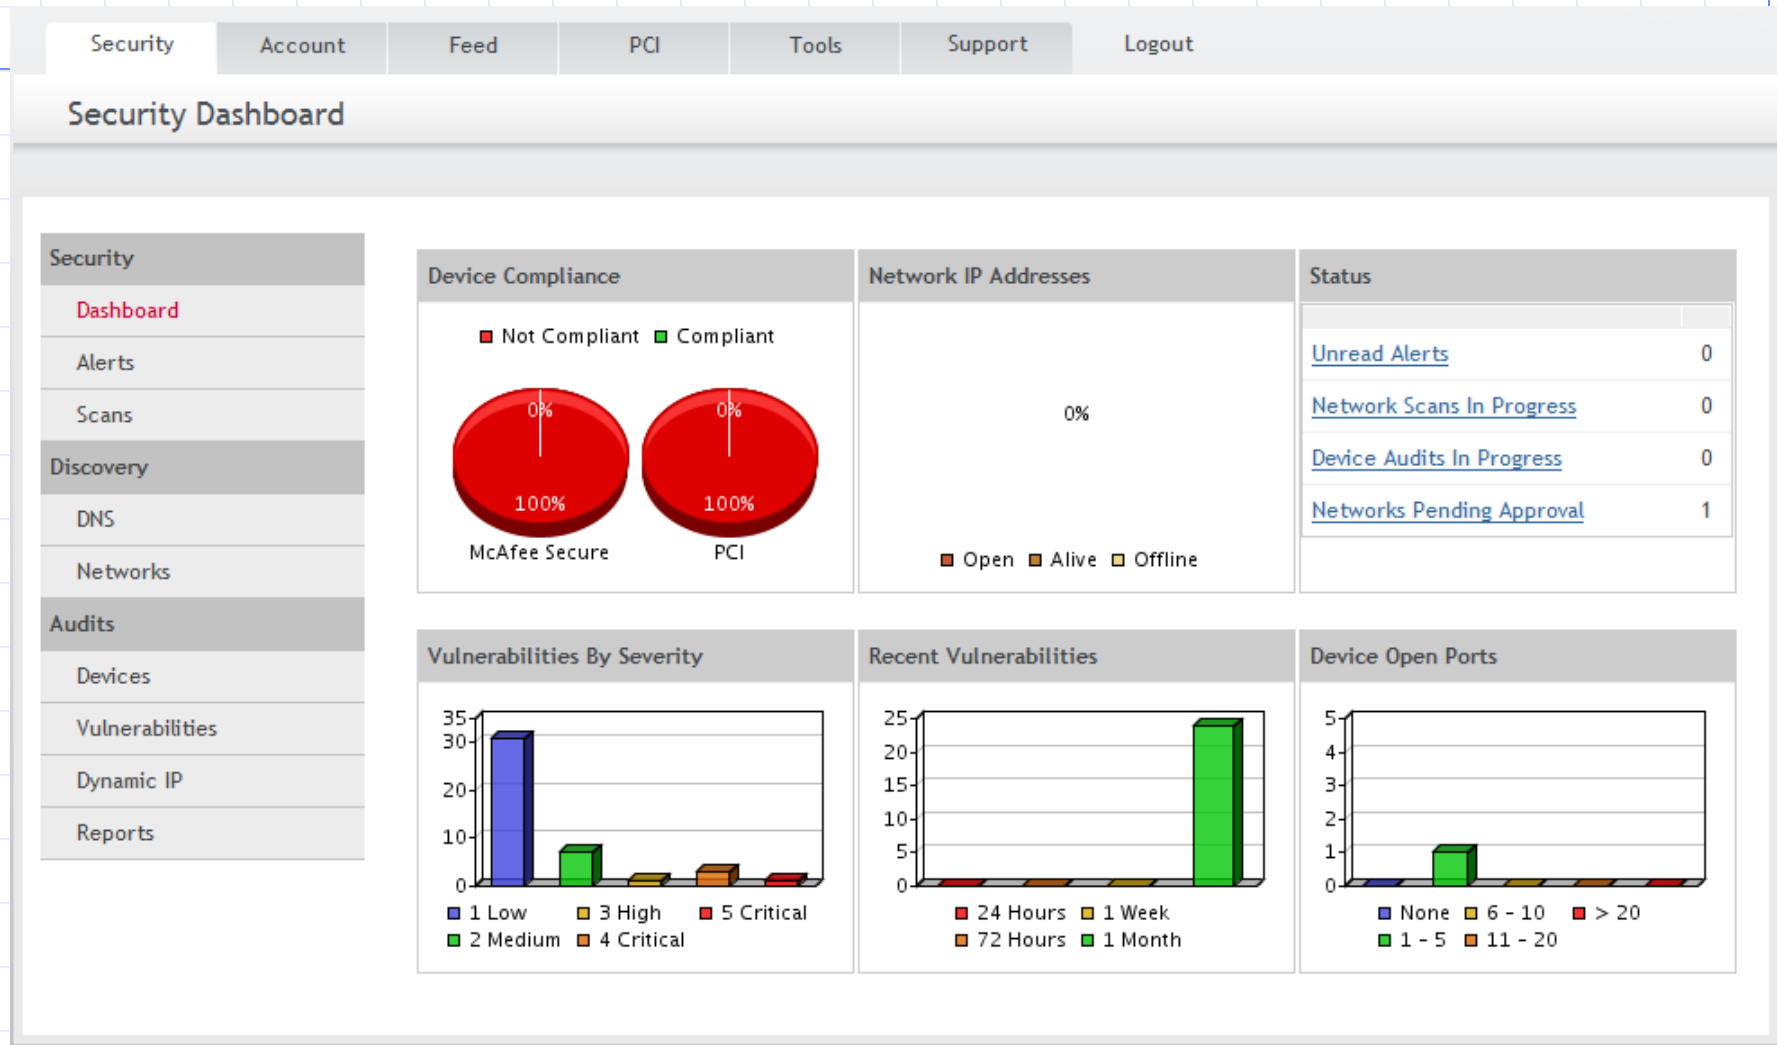 Security Account Feed PCI Tools Support Logout
Security Dashboard
Security
Dashboard
Alerts
Scans
Discovery
DNS
Networks
Audits
Devices
Vulnerabilities
Dynamic IP
Reports
Device Compliance
Not Compliant Compliant
0% 0%
100% 100%
McAfee Secure PCI
Network IP Addresses
0%
Open Alive Offline
Status
Unread Alerts 0
Network Scans In Progress 0
Device Audits In Progress 0
Networks Pending Approval 1
Vulnerabilities By Severity
35
30
20
10
0
1 Low 3 High 5 Critical
2 Medium 4 Critical
Recent Vulnerabilities
25
20
15
10
5
0
24 Hours 1 Week
72 Hours 1 Month
Device Open Ports
5
4
3
2
1
0
None 6 - 10 > 20
1 - 5 11 - 20